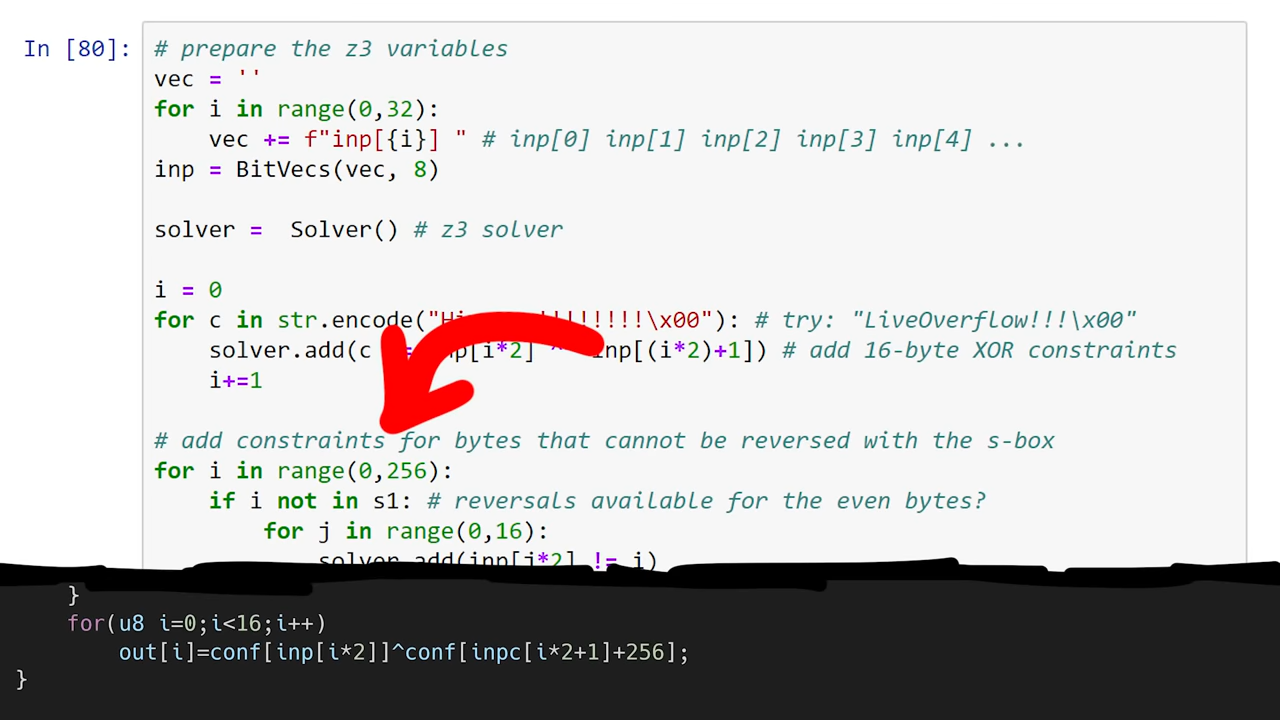 In [80]: # prepare the z3 variables
vec = ''
for i in range(0,32):
vec += f"inp[{i}] " # inp[0] inp[1] inp[2] inp[3] inp[4] ...
inp = BitVecs(vec, 8)
solver =  Solver() # z3 solver
i = 0
for c in str.encode(" !!!!!!!\x00"): # try: "LiveOverflow!!!\x00"
solver.add(c inp[i*2] ^ inp[(i*2)+1]) # add 16-byte XOR constraints
i+=1
# add constraints for bytes that cannot be reversed with the s-box
for i in range(0,256):
if i not in s1: # reversals available for the even bytes?
for j in range(0,16):
solver.add(inp[j*2] != i)
}
for(u8 i=0;i<16;i++)
out[i]=conf[inp[i*2]]^conf[inpc[i*2+1]+256];
}